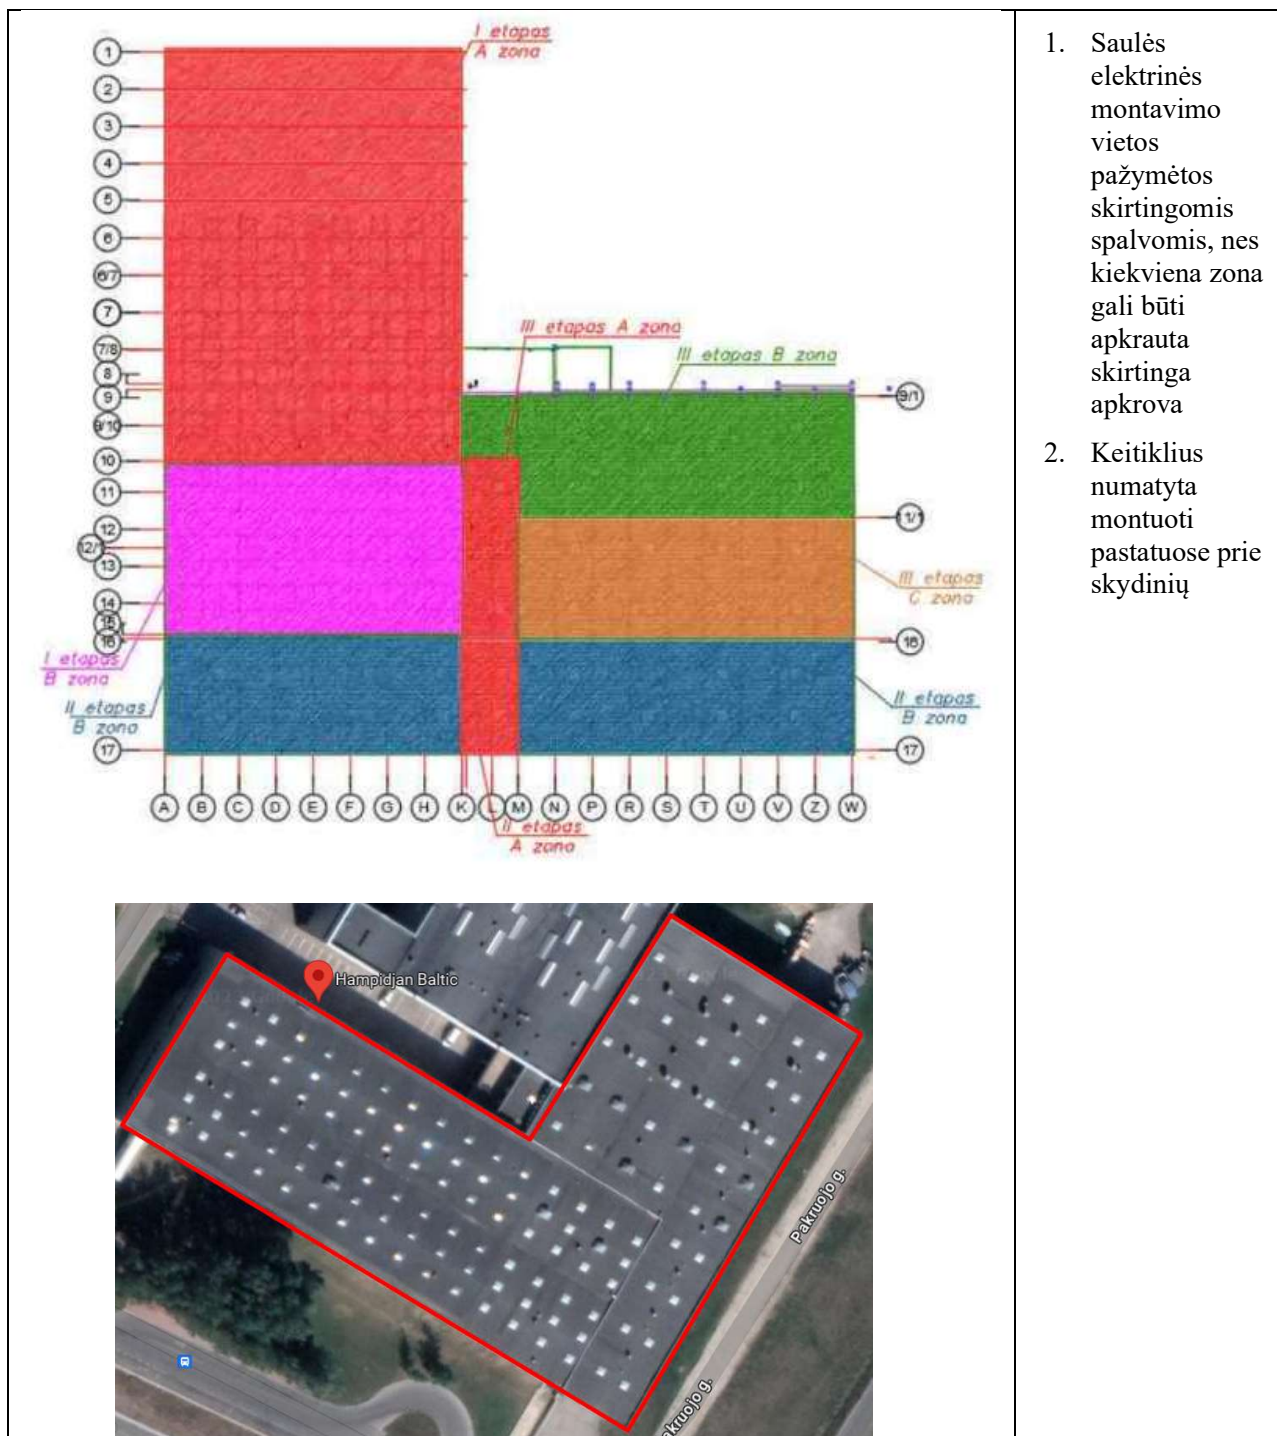 I etapas
A zona
1
2
3
4
5
6
6/7
7
7/8
8
9
9/10
10
11
12
12/1
13
14
15
16
17
III etapas A zona
III etapas B zona
9/1
11/1
III etapas
C zona
16
I etapas
B zona
II etapas
B zona
II etapas
B zona
17
A B C D E F G H K L M N P R S T U V Z W
II etapas
A zona
Hampidjan Baltic
Pakruojo g.
akruojo g.
1. Saulės
elektrinės
montavimo
vietos
pažymėtos
skirtingomis
spalvomis, nes
kiekviena zona
gali būti
apkrauta
skirtinga
apkrova
2. Keitiklius
numatyta
montuoti
pastatuose prie
skydinių